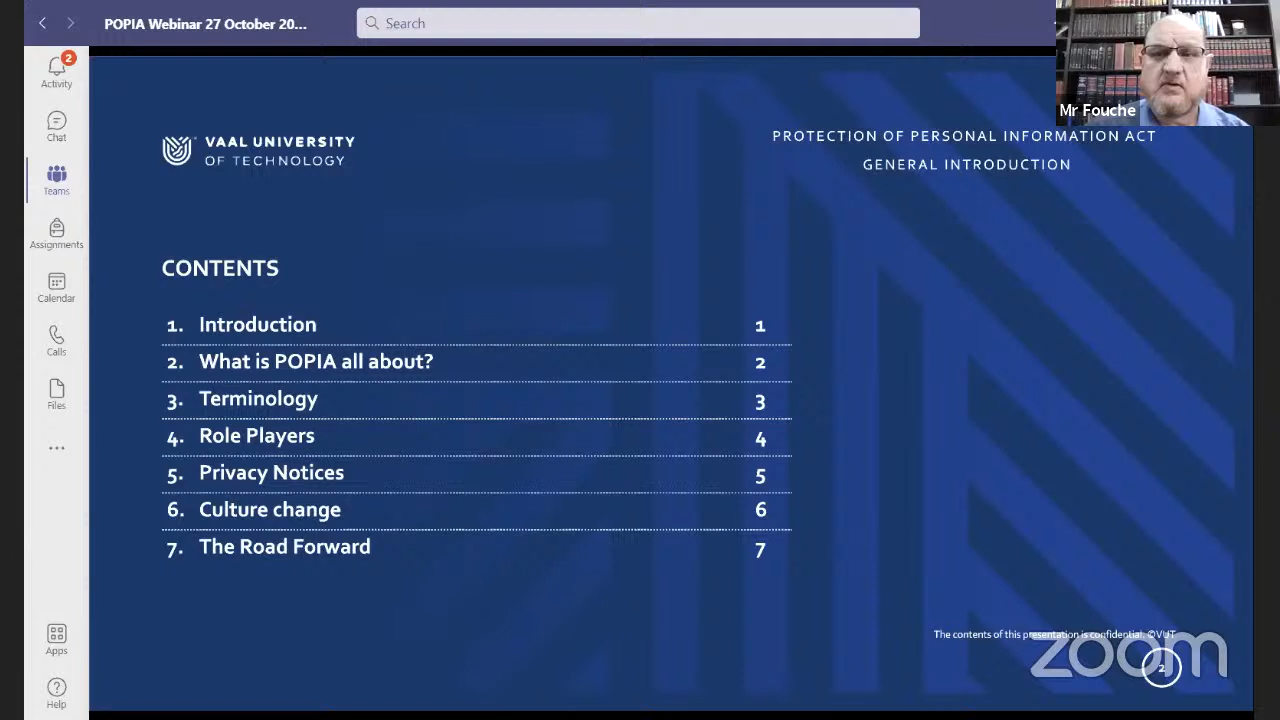 POPIA Webinar 27 October 20...
Search
Mr Fouche
2
Activity
Chat
Teams
Assignments
Calendar
Calls
Files
...
Apps
Help
VAAL UNIVERSITY
OF TECHNOLOGY
PROTECTION OF PERSONAL INFORMATION ACT
GENERAL INTRODUCTION
CONTENTS
1. Introduction 1
2. What is POPIA all about? 2
3. Terminology 3
4. Role Players 4
5. Privacy Notices 5
6. Culture change 6
7. The Road Forward 7
The contents of this presentation is confidential. ©VUT
zoom
2